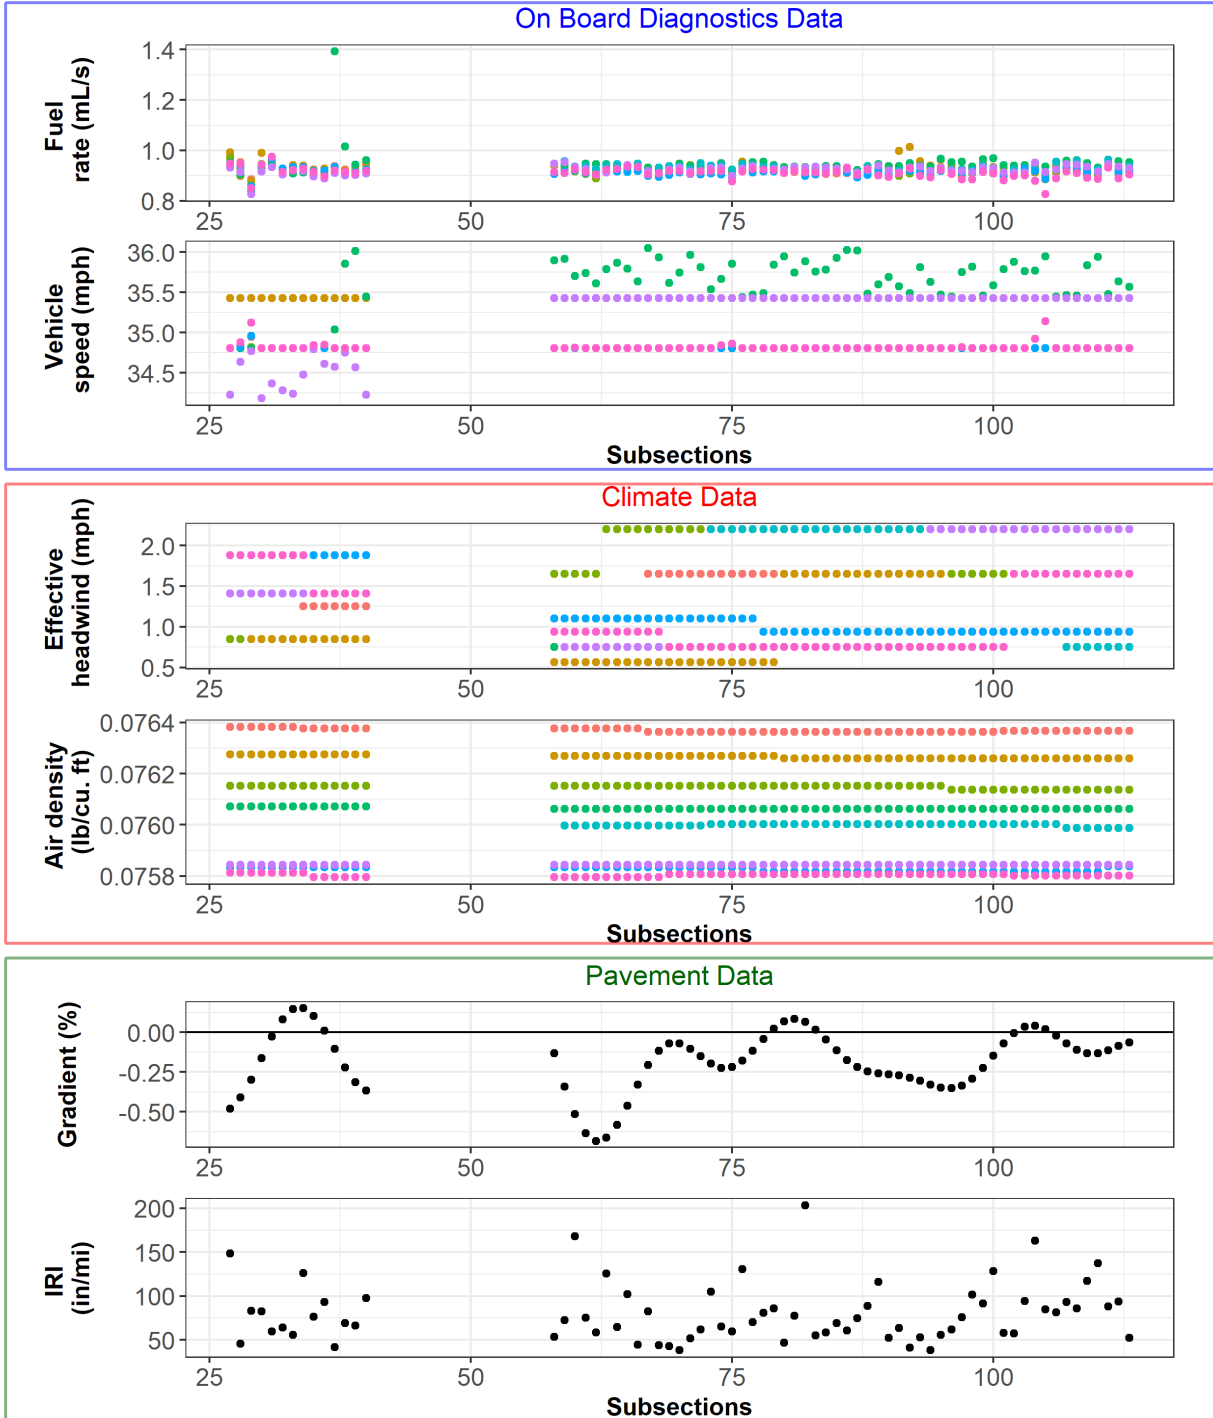 On Board Diagnostics Data
Fuel
rate (mL/s)
1.4
1.2
1.0
0.8
25 50 75 100
Vehicle
speed (mph)
36.0
35.5
35.0
34.5
25 50 75 100
Subsections
Climate Data
Effective
headwind (mph)
2.0
1.5
1.0
0.5
25 50 75 100
Air density
(lb/cu. ft)
0.0764
0.0762
0.0760
0.0758
25 50 75 100
Subsections
Pavement Data
Gradient (%)
0.00
-0.25
-0.50
25 50 75 100
IRI
(in/mi)
200
150
100
50
25 50 75 100
Subsections